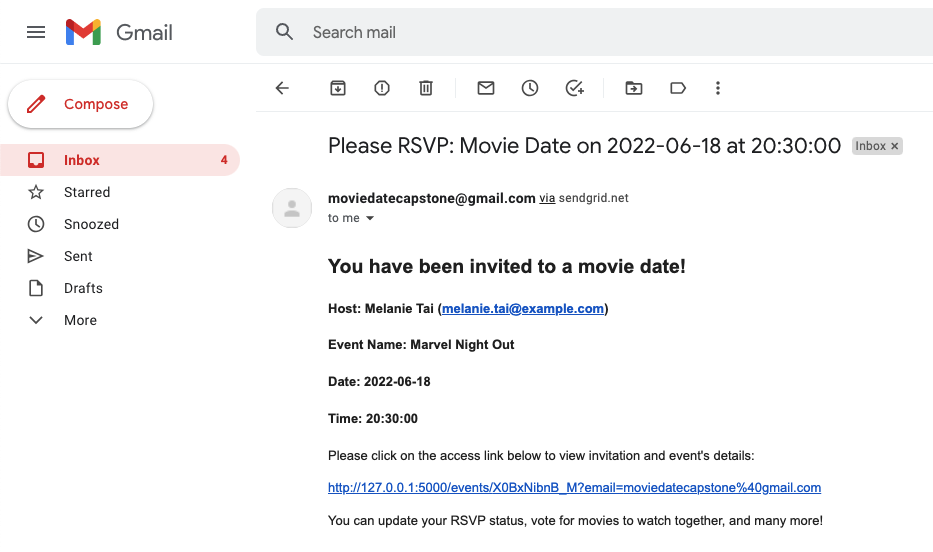 Gmail
Search mail
Compose
Inbox 4
Starred
Snoozed
Sent
Drafts
More
Please RSVP: Movie Date on 2022-06-18 at 20:30:00 Inbox ×
moviedatecapstone@gmail.com via sendgrid.net
to me
You have been invited to a movie date!
Host: Melanie Tai (melanie.tai@example.com)
Event Name: Marvel Night Out
Date: 2022-06-18
Time: 20:30:00
Please click on the access link below to view invitation and event's details:
http://127.0.0.1:5000/events/X0BxNibnB_M?email=moviedatecapstone%40gmail.com
You can update your RSVP status, vote for movies to watch together, and many more!